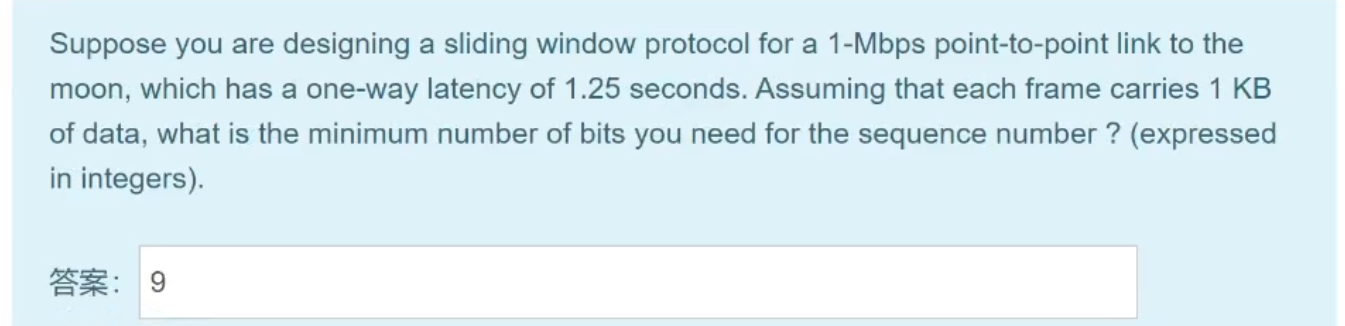 Suppose you are designing a sliding window protocol for a 1-Mbps point-to-point link to the
moon, which has a one-way latency of 1.25 seconds. Assuming that each frame carries 1 KB
of data, what is the minimum number of bits you need for the sequence number ? (expressed
in integers).
答案： 9